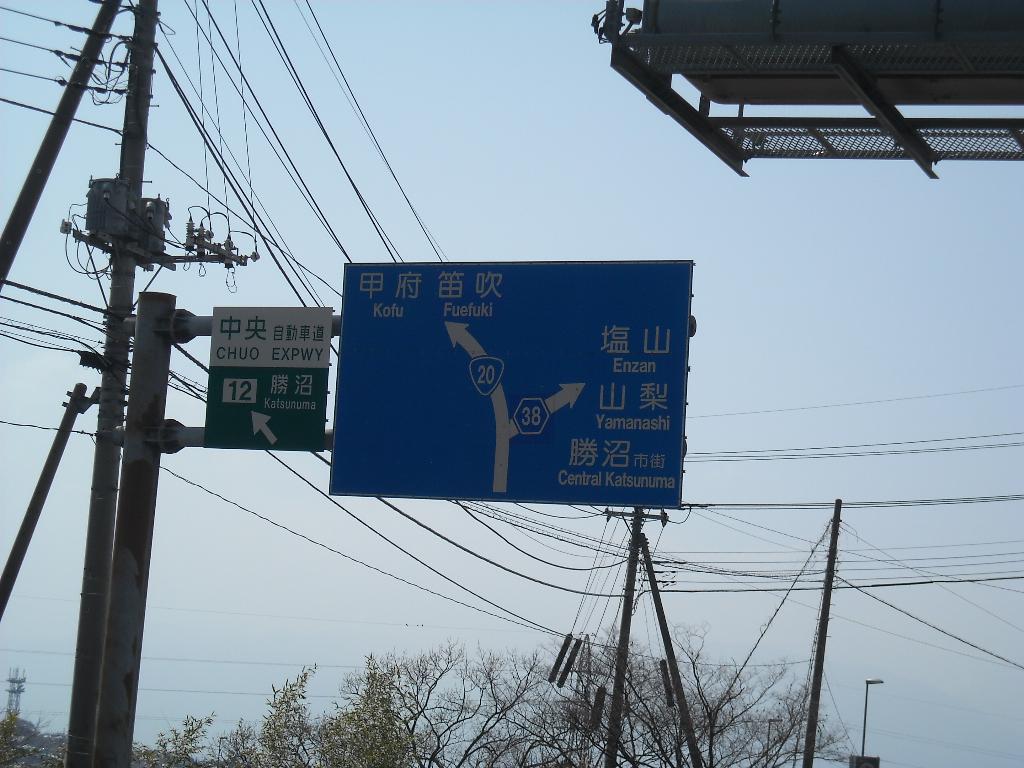 中央 自動車道
CHUO EXPWY
12 勝沼
Katsunuma
甲府 笛吹
Kofu Fuefuki
20
38
塩山
Enzan
山梨
Yamanashi
勝沼 市街
Central Katsunuma